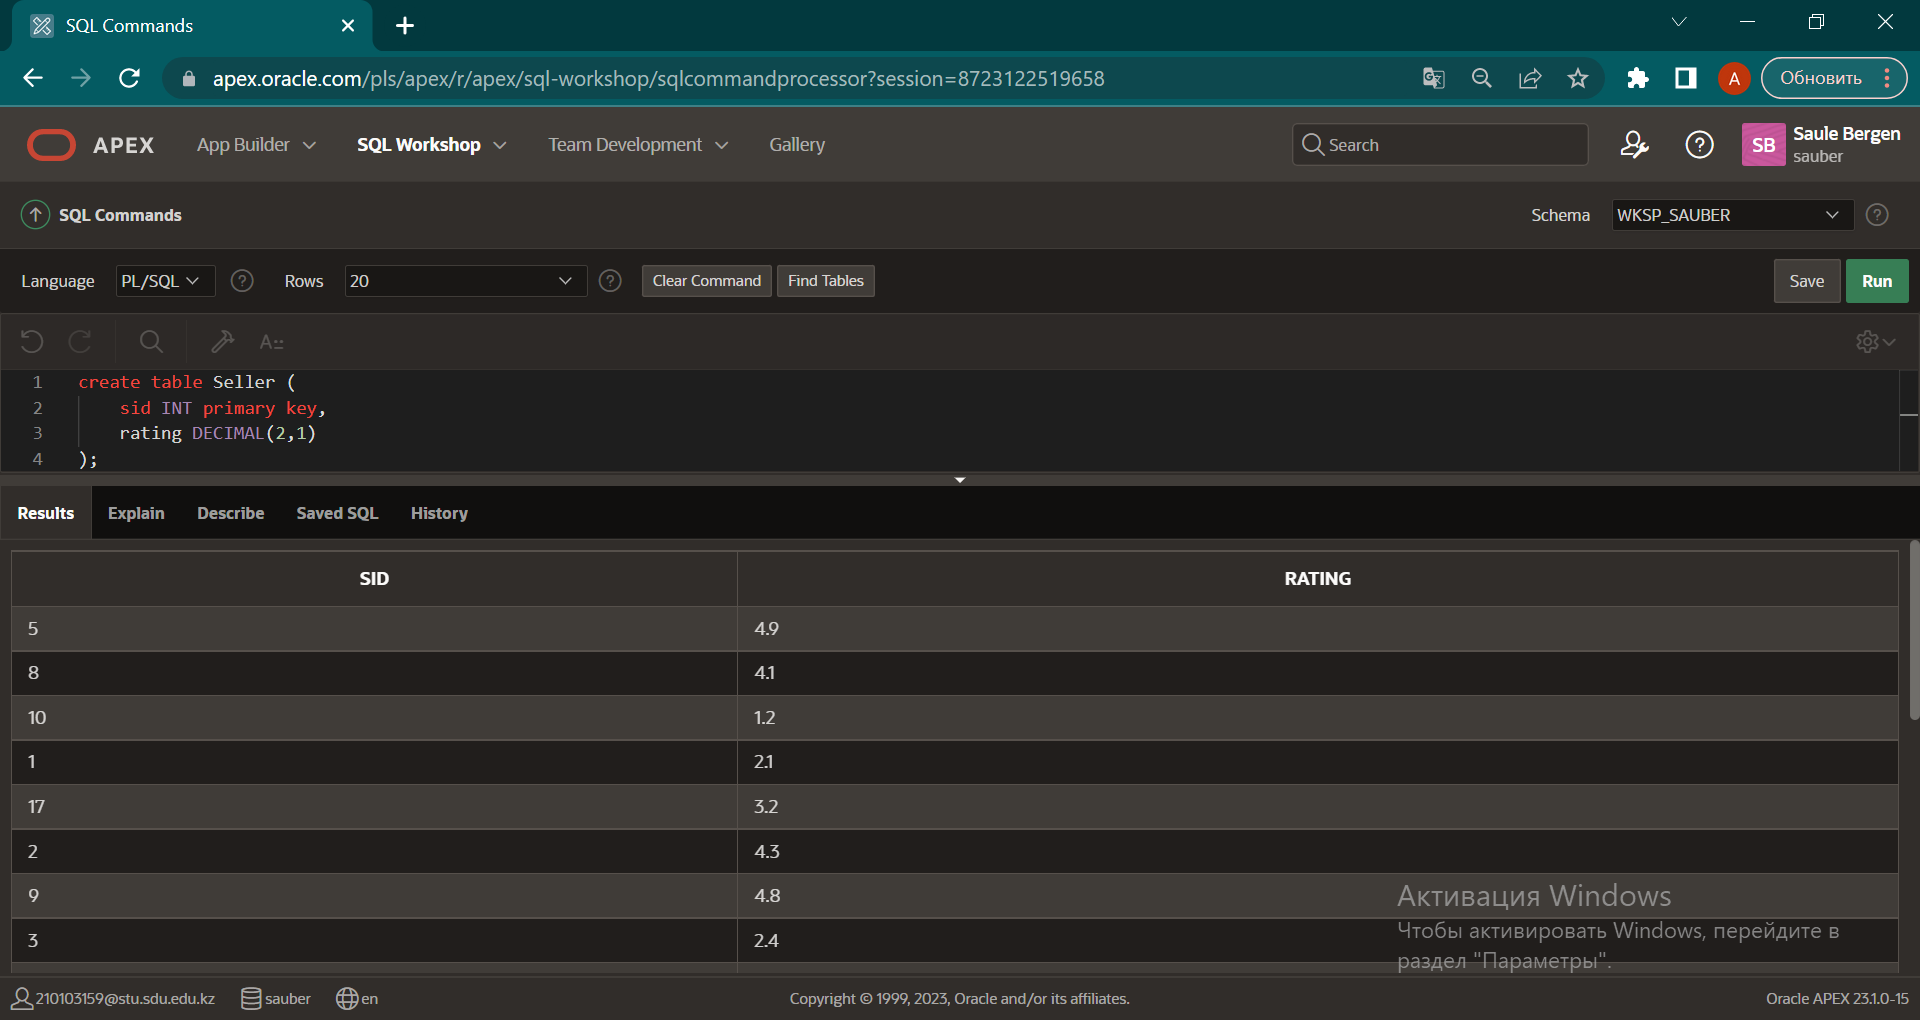 SQL Commands
apex.oracle.com/pls/apex/r/apex/sql-workshop/sqlcommandprocessor?session=8723122519658
A
Обновить
APEX
App Builder
SQL Workshop
Team Development
Gallery
Search
SB
Saule Bergen
sauber
SQL Commands
Schema
WKSP_SAUBER
Language
PL/SQL
Rows
20
Clear Command
Find Tables
Save
Run
A::
1 create table Seller (
2 sid INT primary key,
3 rating DECIMAL(2,1)
4 );
Results Explain Describe Saved SQL History
SID RATING
5 4.9
8 4.1
10 1.2
1 2.1
17 3.2
2 4.3
9 4.8
3 2.4
Активация Windows
Чтобы активировать Windows, перейдите в
раздел "Параметры".
210103159@stu.sdu.edu.kz
sauber
en
Copyright © 1999, 2023, Oracle and/or its affiliates.
Oracle APEX 23.1.0-15